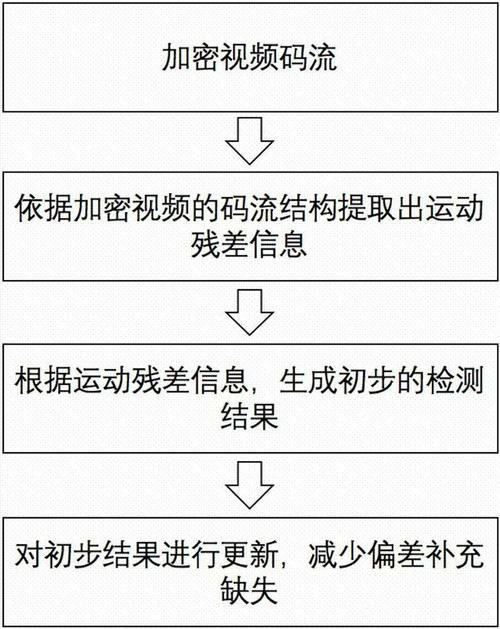 加密视频码流
依据加密视频的码流结构提取出运动
残差信息
根据运动残差信息，生成初步的检测
结果
对初步结果进行更新，减少偏差补充
缺失